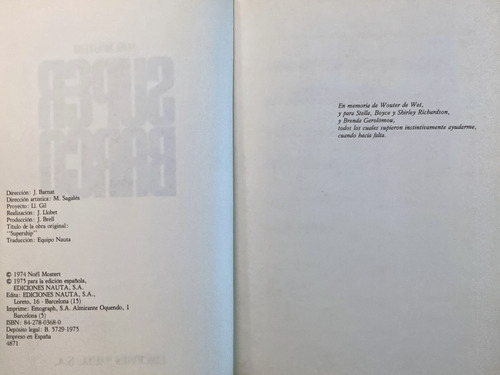 Dirección: J. Barnat
Dirección artística: M. Sagalés
Proyecto: Ll. Gil
Realización: J. Llobet
Producción: J. Brell
Título de la obra original:
"Supership"
Traducción: Equipo Nauta
© 1974 Noël Mostert
© 1975 para la edición española,
EDICIONES NAUTA, S.A.
Edita: EDICIONES NAUTA, S.A.,
Loreto, 16 - Barcelona (15)
Imprime: Emograph, S.A. Almirante Oquendo, 1
Barcelona (5)
ISBN: 84-278-0368-0
Depósito legal: B. 5729-1975
Impreso en España
4871
En memoria de Wouter de Wet,
y para Stella, Boyce y Shirley Richardson,
y Brenda Gerolömou,
todos los cuales supieron instintivamente ayudarme,
cuando hacía falta.